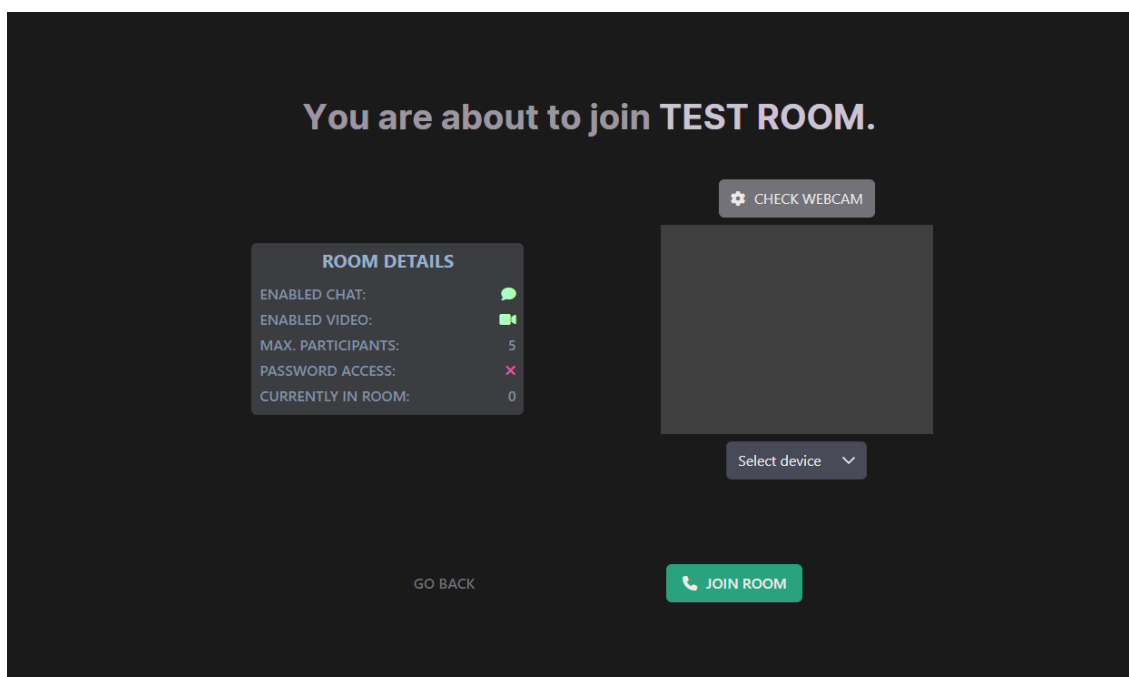 You are about to join TEST ROOM.
CHECK WEBCAM
ROOM DETAILS
ENABLED CHAT:
ENABLED VIDEO:
MAX. PARTICIPANTS: 5
PASSWORD ACCESS:
CURRENTLY IN ROOM: 0
Select device
GO BACK
JOIN ROOM